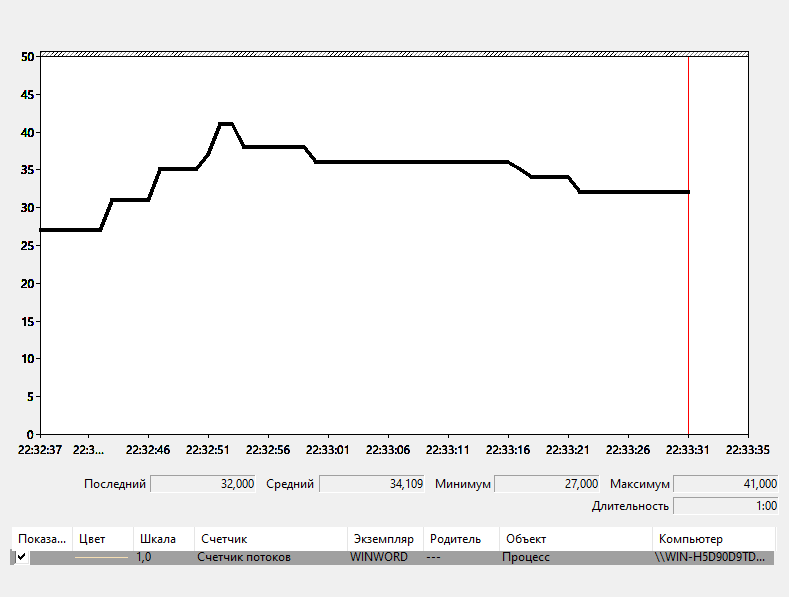 50
45
40
35
30
25
20
15
10
5
0
22:32:37 22:3... 22:32:46 22:32:51 22:32:56 22:33:01 22:33:06 22:33:11 22:33:16 22:33:21 22:33:26 22:33:31 22:33:35
Последний 32,000 Средний 34,109 Минимум 27,000 Максимум 41,000
Длительность 1:00
Показа... Цвет Шкала Счетчик Экземпляр Родитель Объект Компьютер
1,0 Счетчик потоков WINWORD --- Процесс \\WIN-H5D90D9TD...